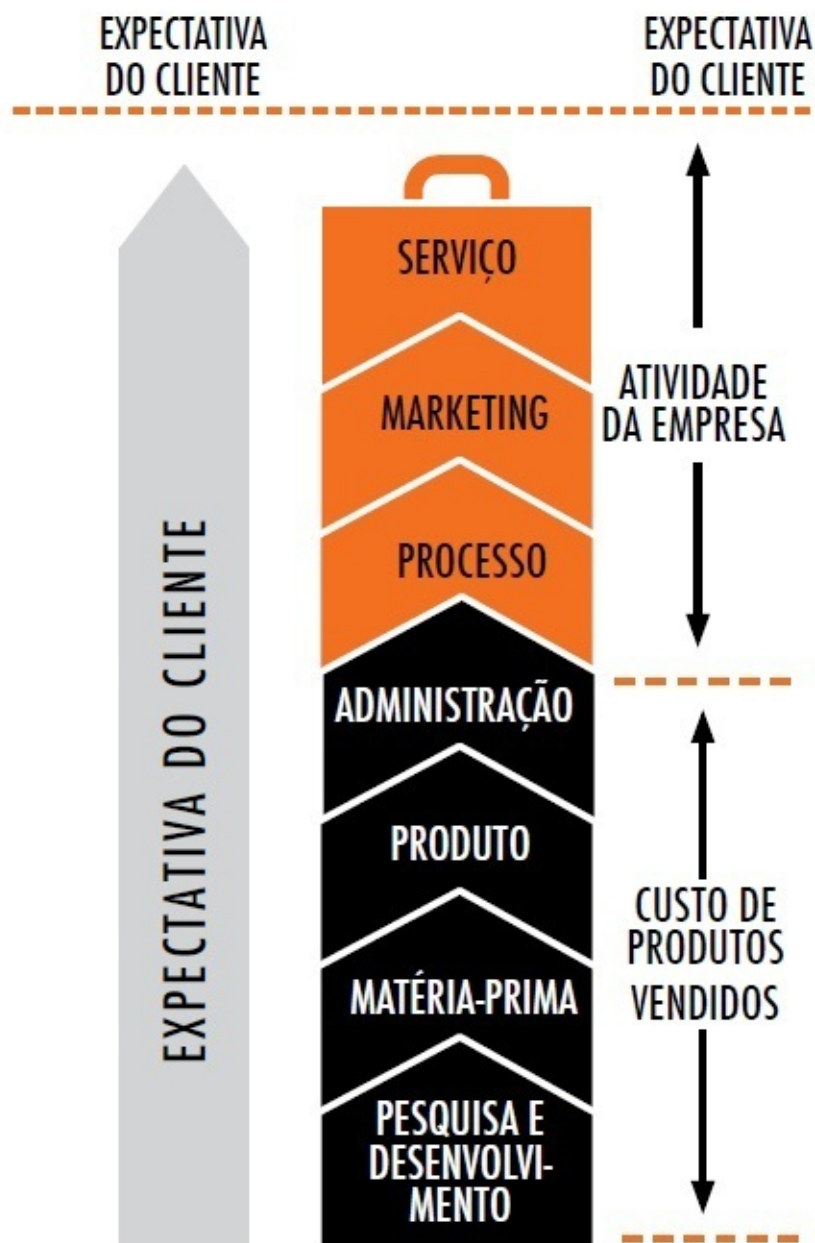 EXPECTATIVA
DO CLIENTE
EXPECTATIVA
DO CLIENTE
EXPECTATIVA DO CLIENTE
SERVIÇO
MARKETING
PROCESSO
ADMINISTRAÇÃO
PRODUTO
MATÉRIA-PRIMA
PESQUISA E
DESENVOLVI-
MENTO
ATIVIDADE
DA EMPRESA
CUSTO DE
PRODUTOS
VENDIDOS